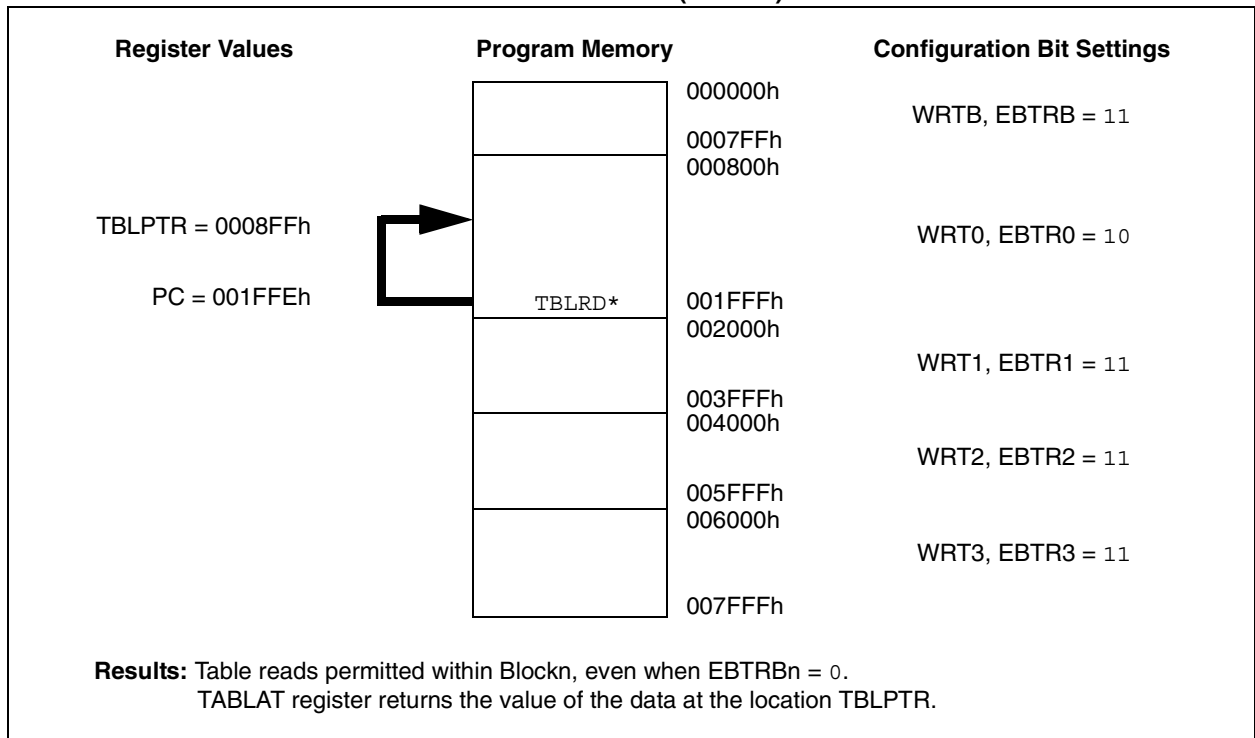 Register Values Program Memory Configuration Bit Settings
000000h
WRTB, EBTRB = 11
0007FFh
000800h
TBLPTR = 0008FFh
WRT0, EBTR0 = 10
PC = 001FFEh
TBLRD* 001FFFh
002000h
WRT1, EBTR1 = 11
003FFFh
004000h
WRT2, EBTR2 = 11
005FFFh
006000h
WRT3, EBTR3 = 11
007FFFh
Results: Table reads permitted within Blockn, even when EBTRBn = 0.
TABLAT register returns the value of the data at the location TBLPTR.